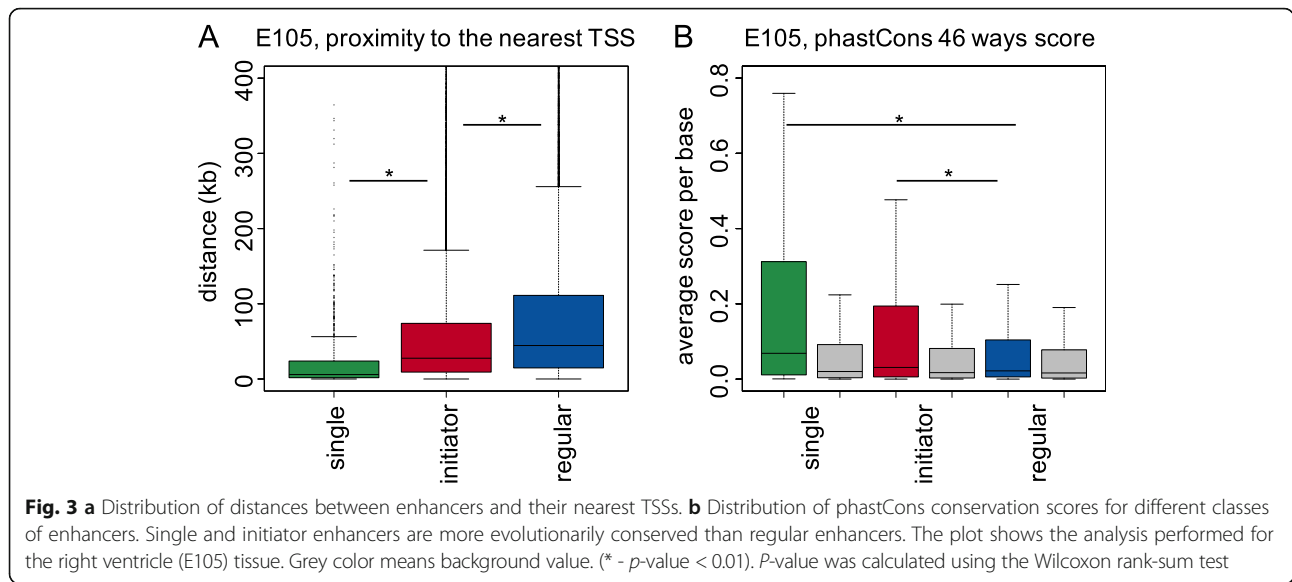 A E105, proximity to the nearest TSS
distance (kb)
400
300
200
100
0
*
*
single
initiator
regular
B E105, phastCons 46 ways score
average score per base
0.8
0.6
0.4
0.2
0.0
*
*
single
initiator
regular
Fig. 3 a Distribution of distances between enhancers and their nearest TSSs. b Distribution of phastCons conservation scores for different classes
of enhancers. Single and initiator enhancers are more evolutionarily conserved than regular enhancers. The plot shows the analysis performed for
the right ventricle (E105) tissue. Grey color means background value. (* - p-value < 0.01). P-value was calculated using the Wilcoxon rank-sum test